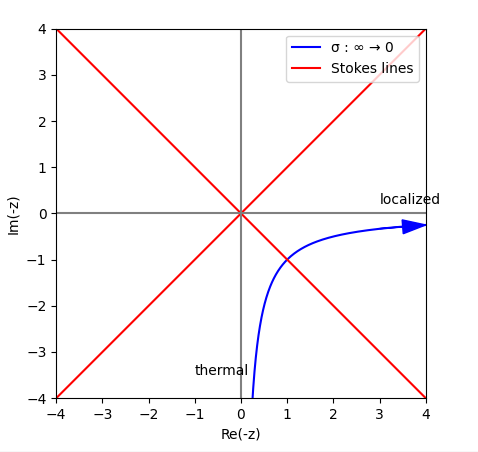 4
σ : ∞ → 0
Stokes lines
3
2
1
localized
0
−1
−2
−3
thermal
−4
−4 −3 −2 −1 0 1 2 3 4
Re(-z)
Im(-z)